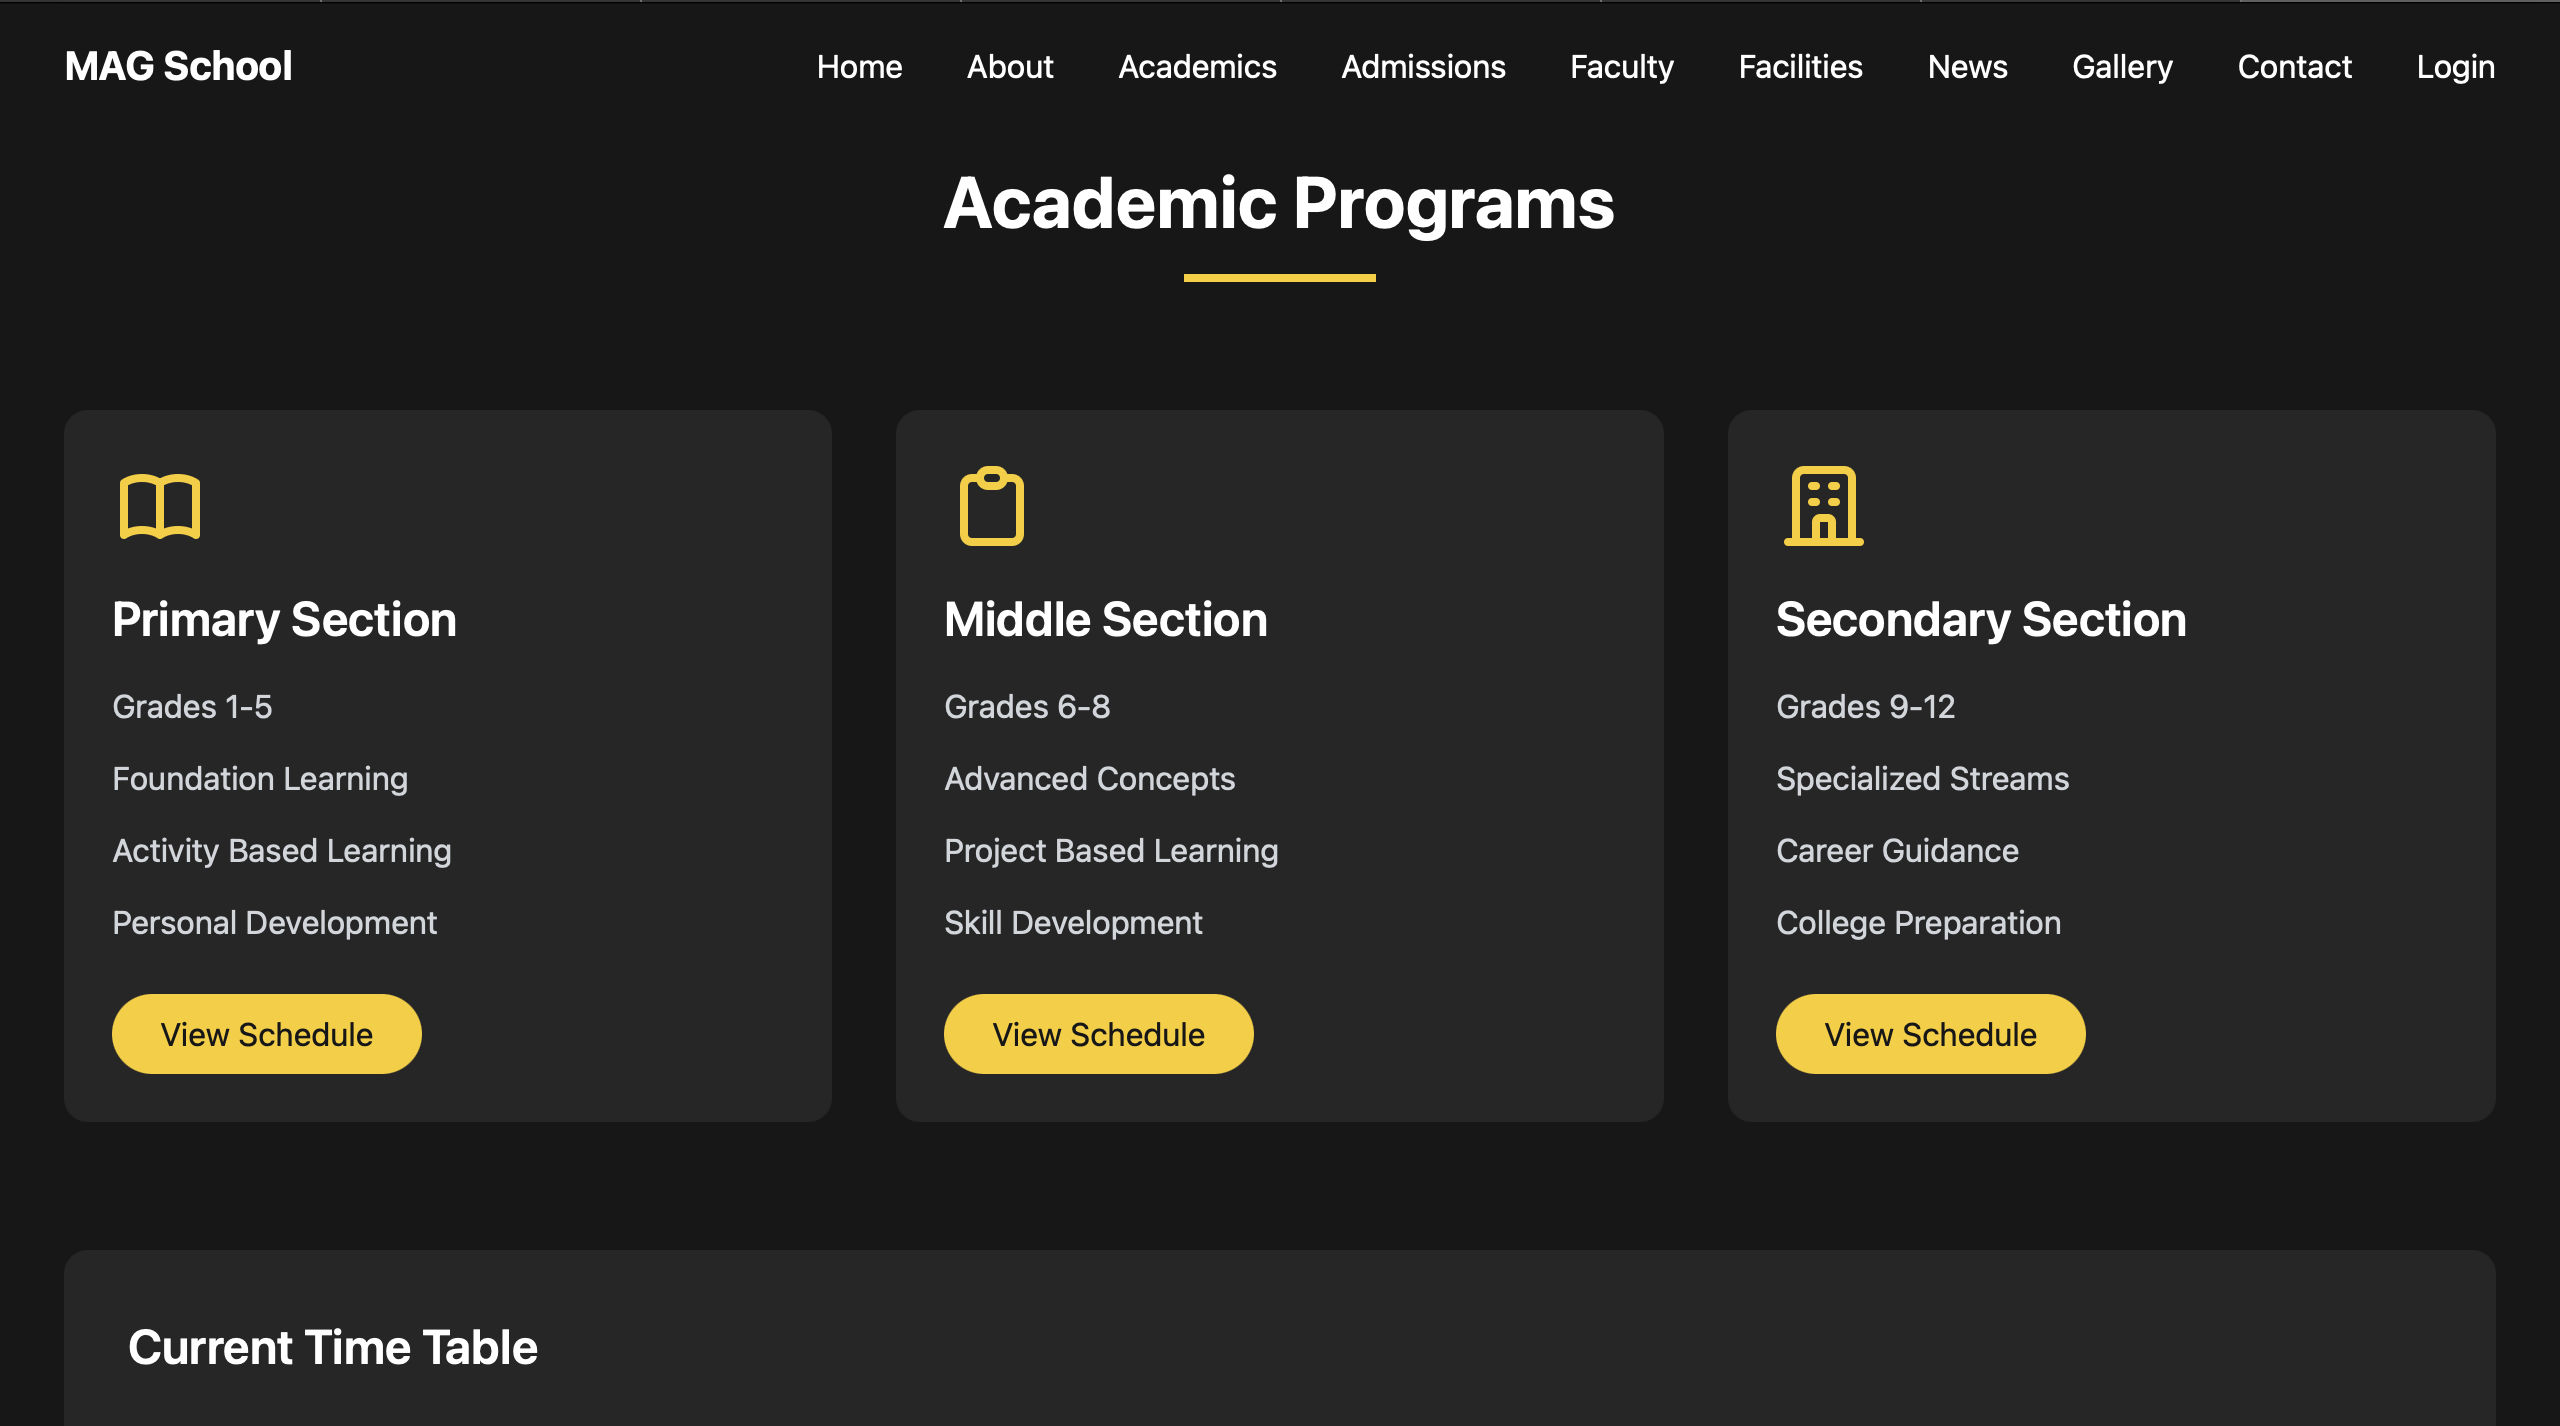 MAG School
Home About Academics Admissions Faculty Facilities News Gallery Contact Login
Academic Programs
Primary Section
Grades 1-5
Foundation Learning
Activity Based Learning
Personal Development
View Schedule
Middle Section
Grades 6-8
Advanced Concepts
Project Based Learning
Skill Development
View Schedule
Secondary Section
Grades 9-12
Specialized Streams
Career Guidance
College Preparation
View Schedule
Current Time Table